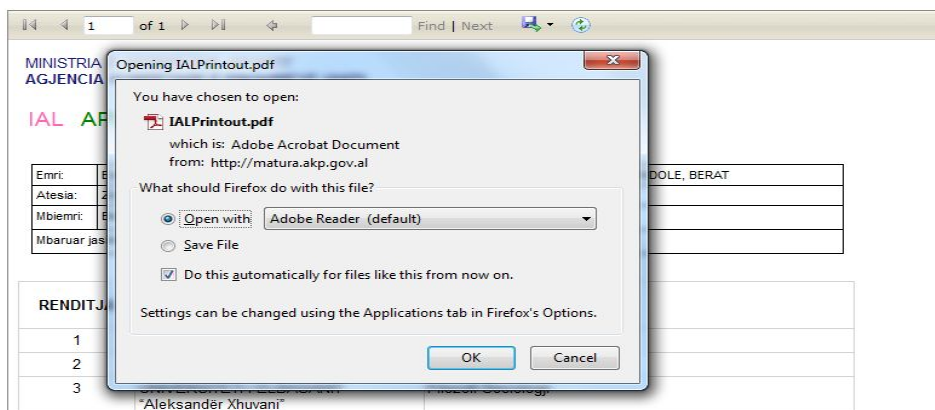 1 of 1 Find | Next
MINISTRIA
AGJENCIA
IAL AP
Opening IALPrintout.pdf
You have chosen to open:
IALPrintout.pdf
which is: Adobe Acrobat Document
from: http://matura.akp.gov.al
What should Firefox do with this file?
Open with Adobe Reader (default)
Save File
Do this automatically for files like this from now on.
Settings can be changed using the Applications tab in Firefox's Options.
OK Cancel
Emri: DOLE, BERAT
Atesia:
Mbiemri:
Mbaruar jas
RENDITJA
1
2
3
"Aleksandër Xhuvani"